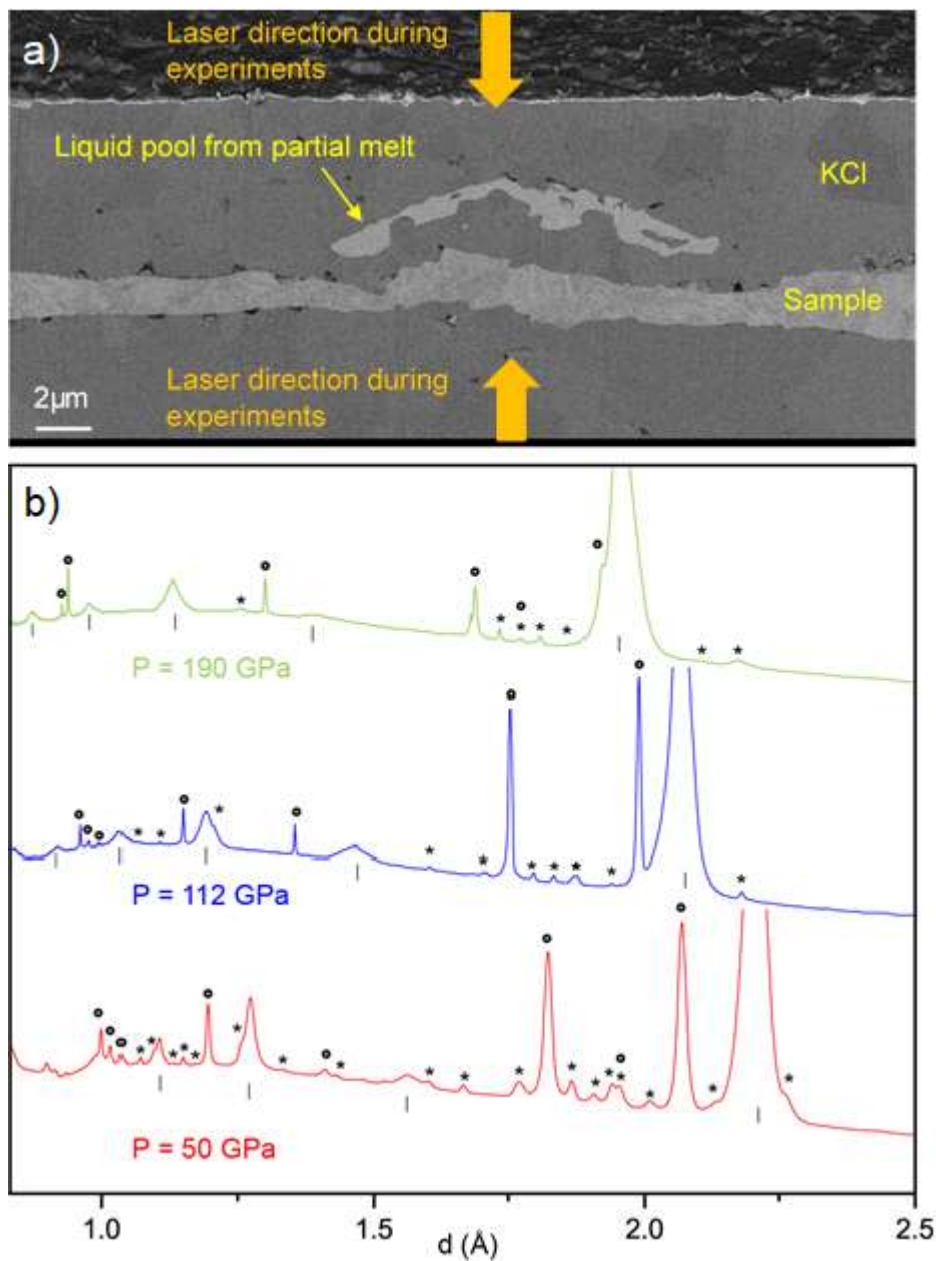 a)
Laser direction during
experiments
Liquid pool from partial melt
KCl
Sample
Laser direction during
experiments
2µm
b)
P = 190 GPa
P = 112 GPa
P = 50 GPa
1.0
1.5
2.0
2.5
d (Å)